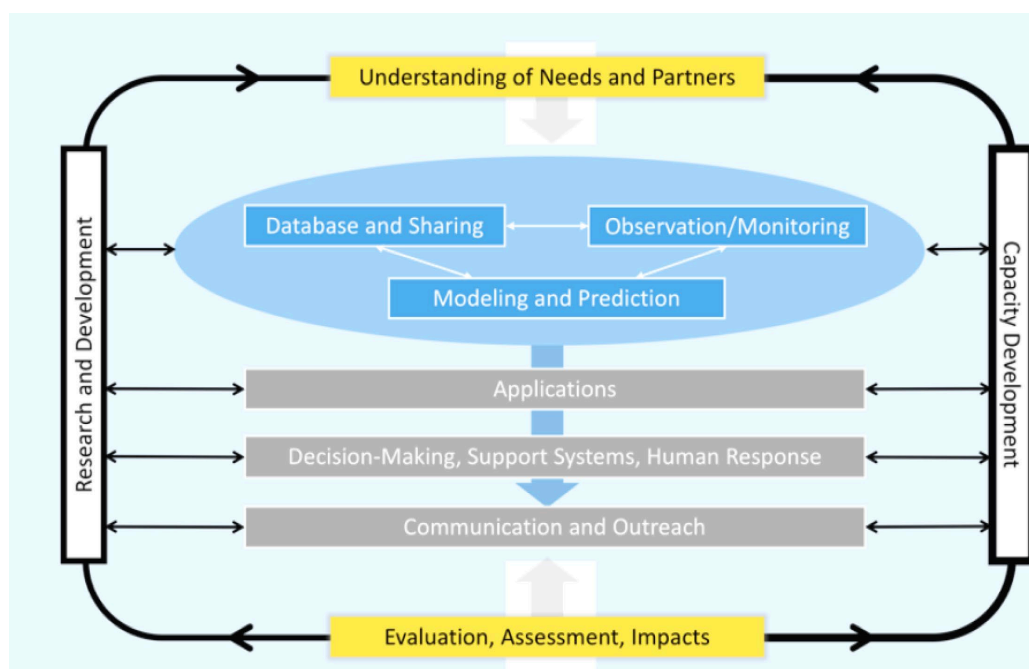 Understanding of Needs and Partners
Research and Development
Database and Sharing
Observation/Monitoring
Modeling and Prediction
Capacity Development
Applications
Decision-Making, Support Systems, Human Response
Communication and Outreach
Evaluation, Assessment, Impacts